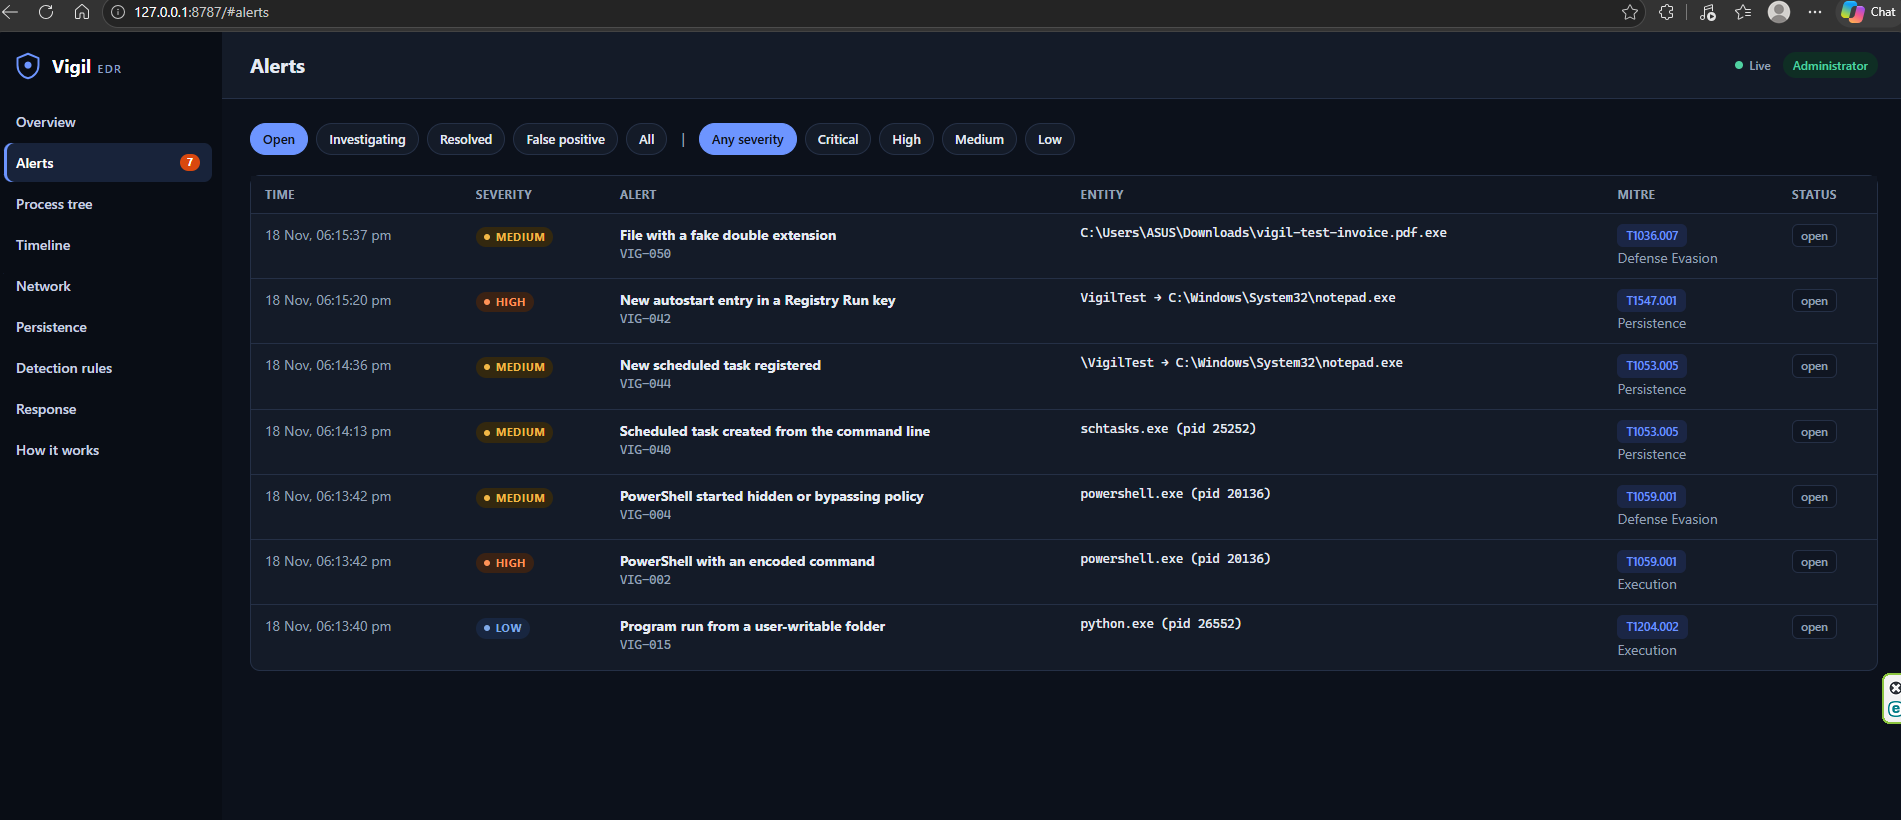 127.0.0.1:8787/#alerts
Chat
Vigil EDR
Alerts
Live
Administrator
Overview
Alerts 7
Process tree
Timeline
Network
Persistence
Detection rules
Response
How it works
Open Investigating Resolved False positive All | Any severity Critical High Medium Low
TIME SEVERITY ALERT ENTITY MITRE STATUS
18 Nov, 06:15:37 pm MEDIUM File with a fake double extension C:\Users\ASUS\Downloads\vigil-test-invoice.pdf.exe T1036.007 open
VIG-050 Defense Evasion
18 Nov, 06:15:20 pm HIGH New autostart entry in a Registry Run key VigilTest → C:\Windows\System32\notepad.exe T1547.001 open
VIG-042 Persistence
18 Nov, 06:14:36 pm MEDIUM New scheduled task registered \VigilTest → C:\Windows\System32\notepad.exe T1053.005 open
VIG-044 Persistence
18 Nov, 06:14:13 pm MEDIUM Scheduled task created from the command line schtasks.exe (pid 25252) T1053.005 open
VIG-040 Persistence
18 Nov, 06:13:42 pm MEDIUM PowerShell started hidden or bypassing policy powershell.exe (pid 20136) T1059.001 open
VIG-004 Defense Evasion
18 Nov, 06:13:42 pm HIGH PowerShell with an encoded command powershell.exe (pid 20136) T1059.001 open
VIG-002 Execution
18 Nov, 06:13:40 pm LOW Program run from a user-writable folder python.exe (pid 26552) T1204.002 open
VIG-015 Execution